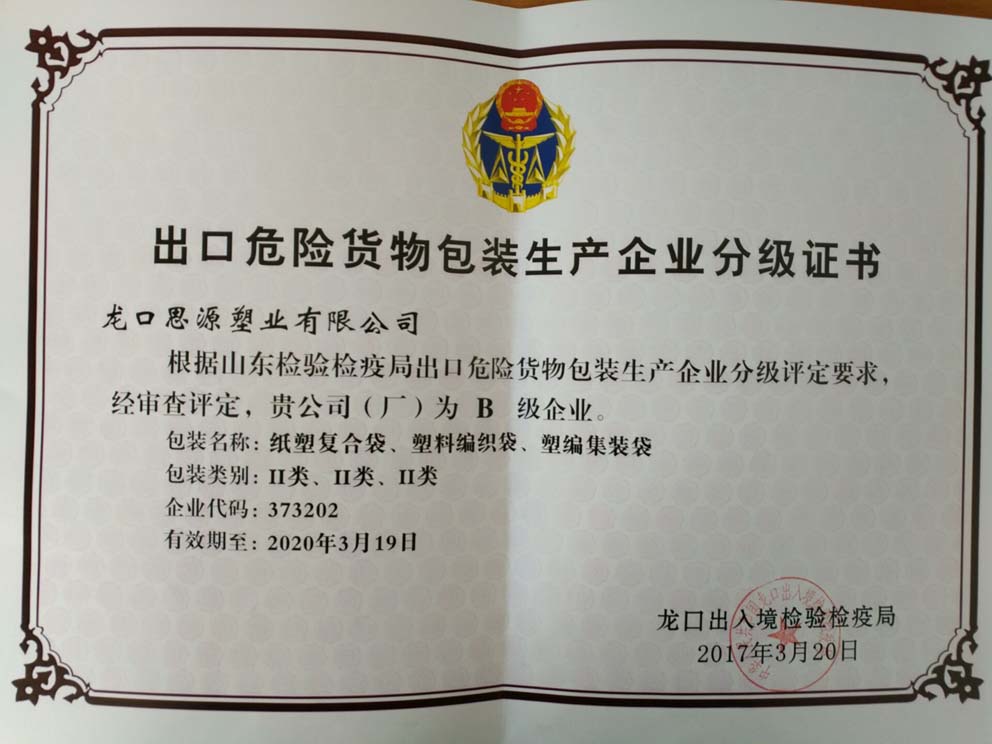 出口危险货物包装生产企业分级证书
龙口思源塑业有限公司
根据山东检验检疫局出口危险货物包装生产企业分级评定要求，
经审查评定，贵公司（厂）为 B 级企业。
包装名称：纸塑复合袋、塑料编织袋、塑编集装袋
包装类别：II类、II类、II类
企业代码：373202
有效期至：2020年3月19日
龙口出入境检验检疫局
2017年3月20日